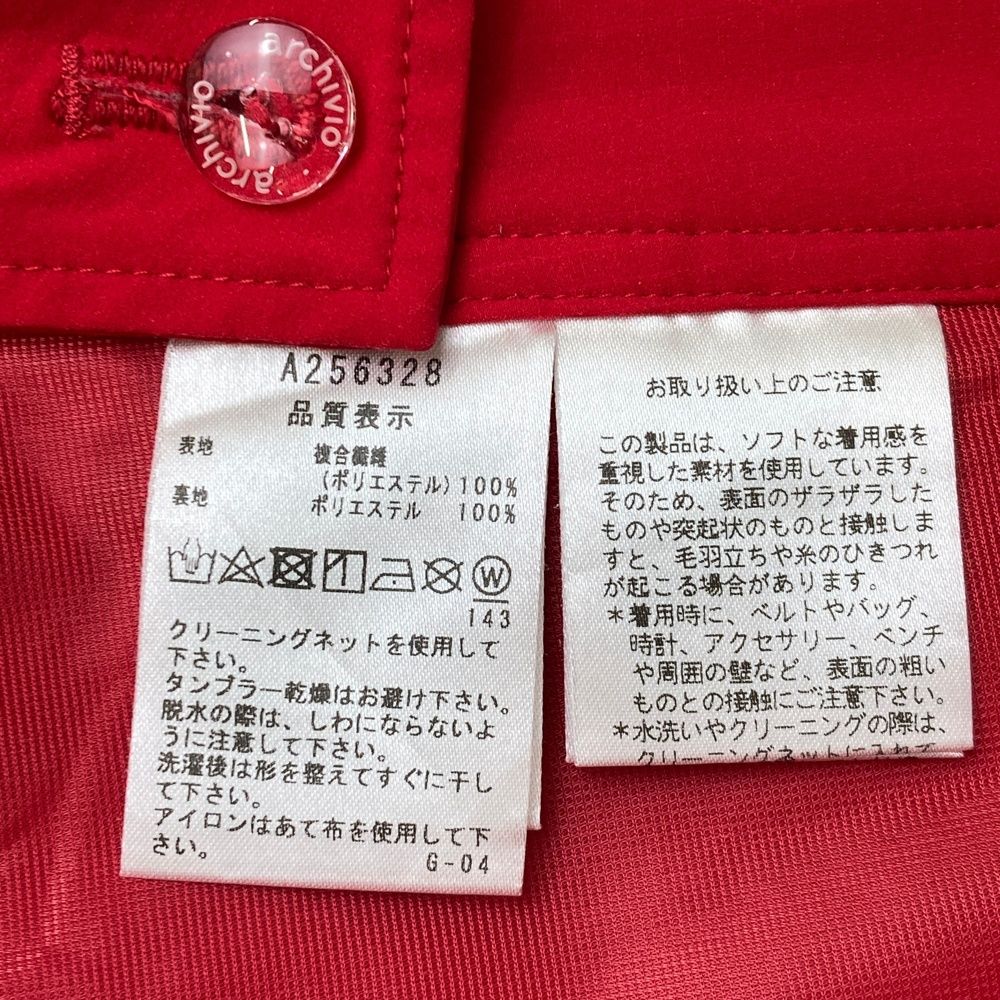 archivio
archivio
A256328
品質表示
表地
複合繊維
(ポリエステル)100%
裏地
ポリエステル 100%
W
143
クリーニングネットを使用して
下さい。
タンブラー乾燥はお避け下さい。
脱水の際は、しわにならないよ
うに注意して下さい。
洗濯後は形を整えてすぐに干し
て下さい。
アイロンはあて布を使用して下
さい。
G-04
お取り扱い上のご注意
この製品は、ソフトな着用感を
重視した素材を使用しています。
そのため、表面のザラザラした
ものや突起状のものと接触しま
すと、毛羽立ちや糸のひきつれ
が起こる場合があります。
*着用時に、ベルトやバッグ、
時計、アクセサリー、ベンチ
や周囲の壁など、表面の粗い
ものとの接触にご注意下さい。
*水洗いやクリーニングの際は、
クリーニングネットに入れて